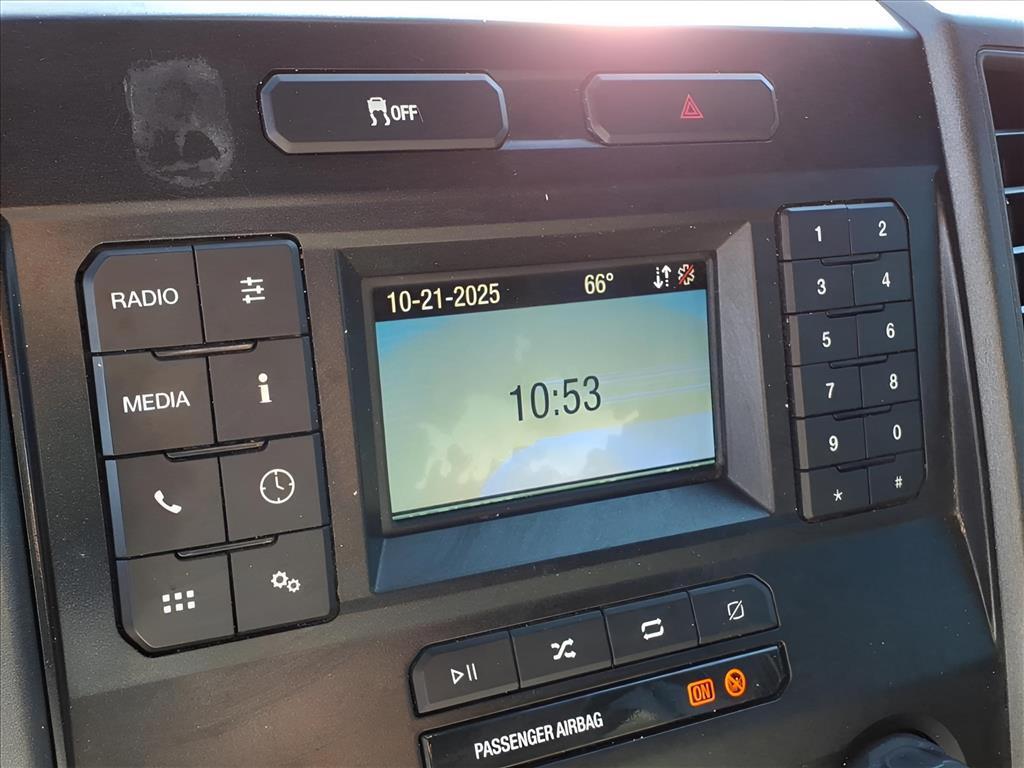 OFF
RADIO
MEDIA
i
10-21-2025 66°
10:53
1 2
3 4
5 6
7 8
9 0
* #
PASSENGER AIRBAG ON